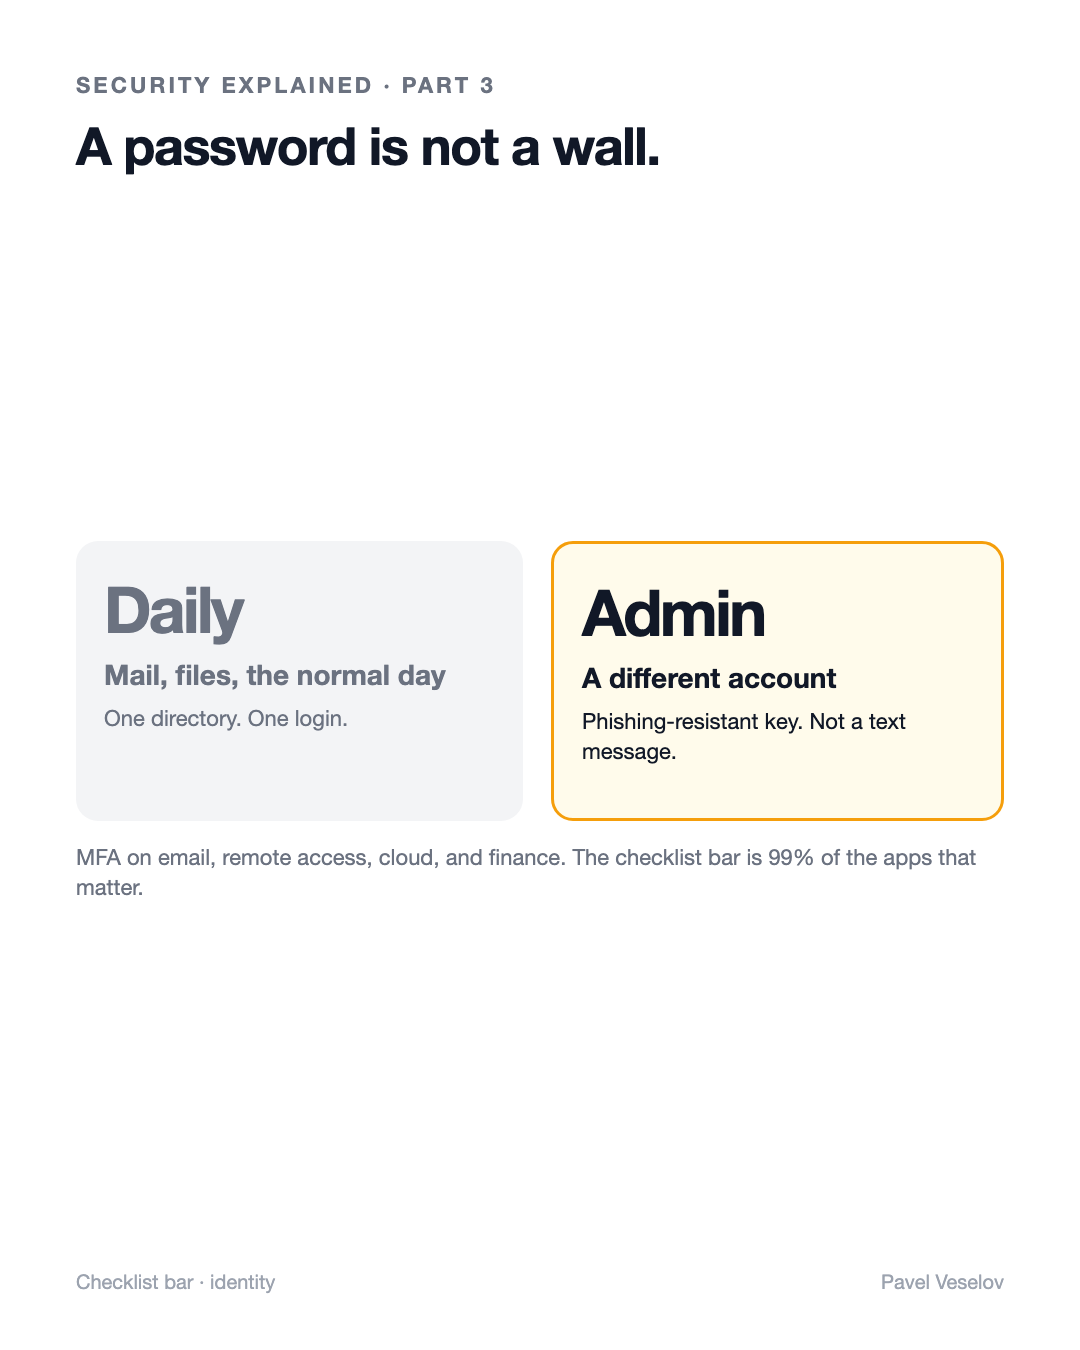 SECURITY EXPLAINED · PART 3
A password is not a wall.
Daily
Mail, files, the normal day
One directory. One login.
Admin
A different account
Phishing-resistant key. Not a text
message.
MFA on email, remote access, cloud, and finance. The checklist bar is 99% of the apps that
matter.
Checklist bar · identity
Pavel Veselov